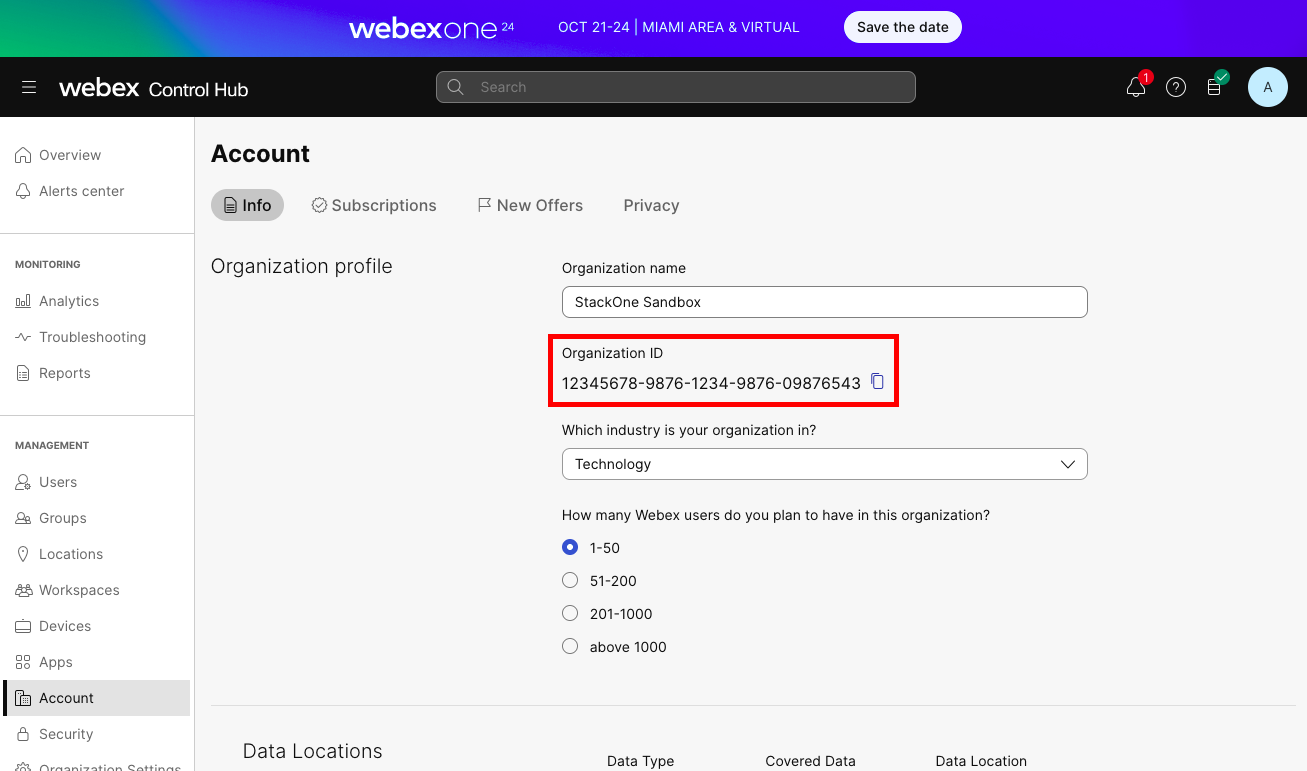 webexone 24 OCT 21-24 | MIAMI AREA & VIRTUAL Save the date
webex Control Hub Search 1 ? A
Overview
Alerts center
MONITORING
Analytics
Troubleshooting
Reports
MANAGEMENT
Users
Groups
Locations
Workspaces
Devices
Apps
Account
Security
Organization Settings
Account
Info Subscriptions New Offers Privacy
Organization profile
Organization name
StackOne Sandbox
Organization ID
12345678-9876-1234-9876-09876543
Which industry is your organization in?
Technology
How many Webex users do you plan to have in this organization?
1-50
51-200
201-1000
above 1000
Data Locations
Data Type Covered Data Data Location